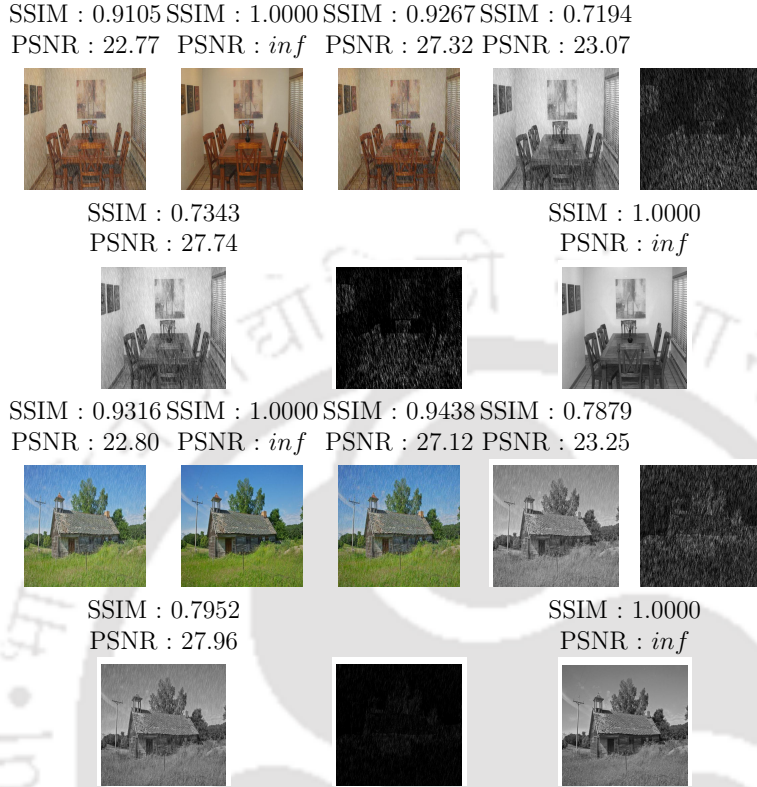 SSIM : 0.9105 SSIM : 1.0000 SSIM : 0.9267 SSIM : 0.7194
PSNR : 22.77 PSNR : inf PSNR : 27.32 PSNR : 23.07
SSIM : 0.7343 SSIM : 1.0000
PSNR : 27.74 PSNR : inf
SSIM : 0.9316 SSIM : 1.0000 SSIM : 0.9438 SSIM : 0.7879
PSNR : 22.80 PSNR : inf PSNR : 27.12 PSNR : 23.25
SSIM : 0.7952 SSIM : 1.0000
PSNR : 27.96 PSNR : inf